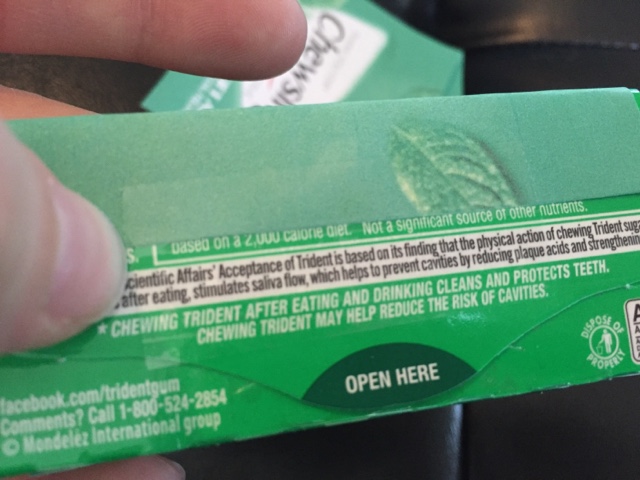 Chewsi
s.
based on a 2,000 calorie diet. Not a significant source of other nutrients.
cientific Affairs' Acceptance of Trident is based on its finding that the physical action of chewing Trident suga
after eating, stimulates saliva flow, which helps to prevent cavities by reducing plaque acids and strengthenin
* CHEWING TRIDENT AFTER EATING AND DRINKING CLEANS AND PROTECTS TEETH.
CHEWING TRIDENT MAY HELP REDUCE THE RISK OF CAVITIES.
DISPOSE OF PROPERLY
OPEN HERE
facebook.com/tridentgum
Comments? Call 1-800-524-2854
© Mondelez International group